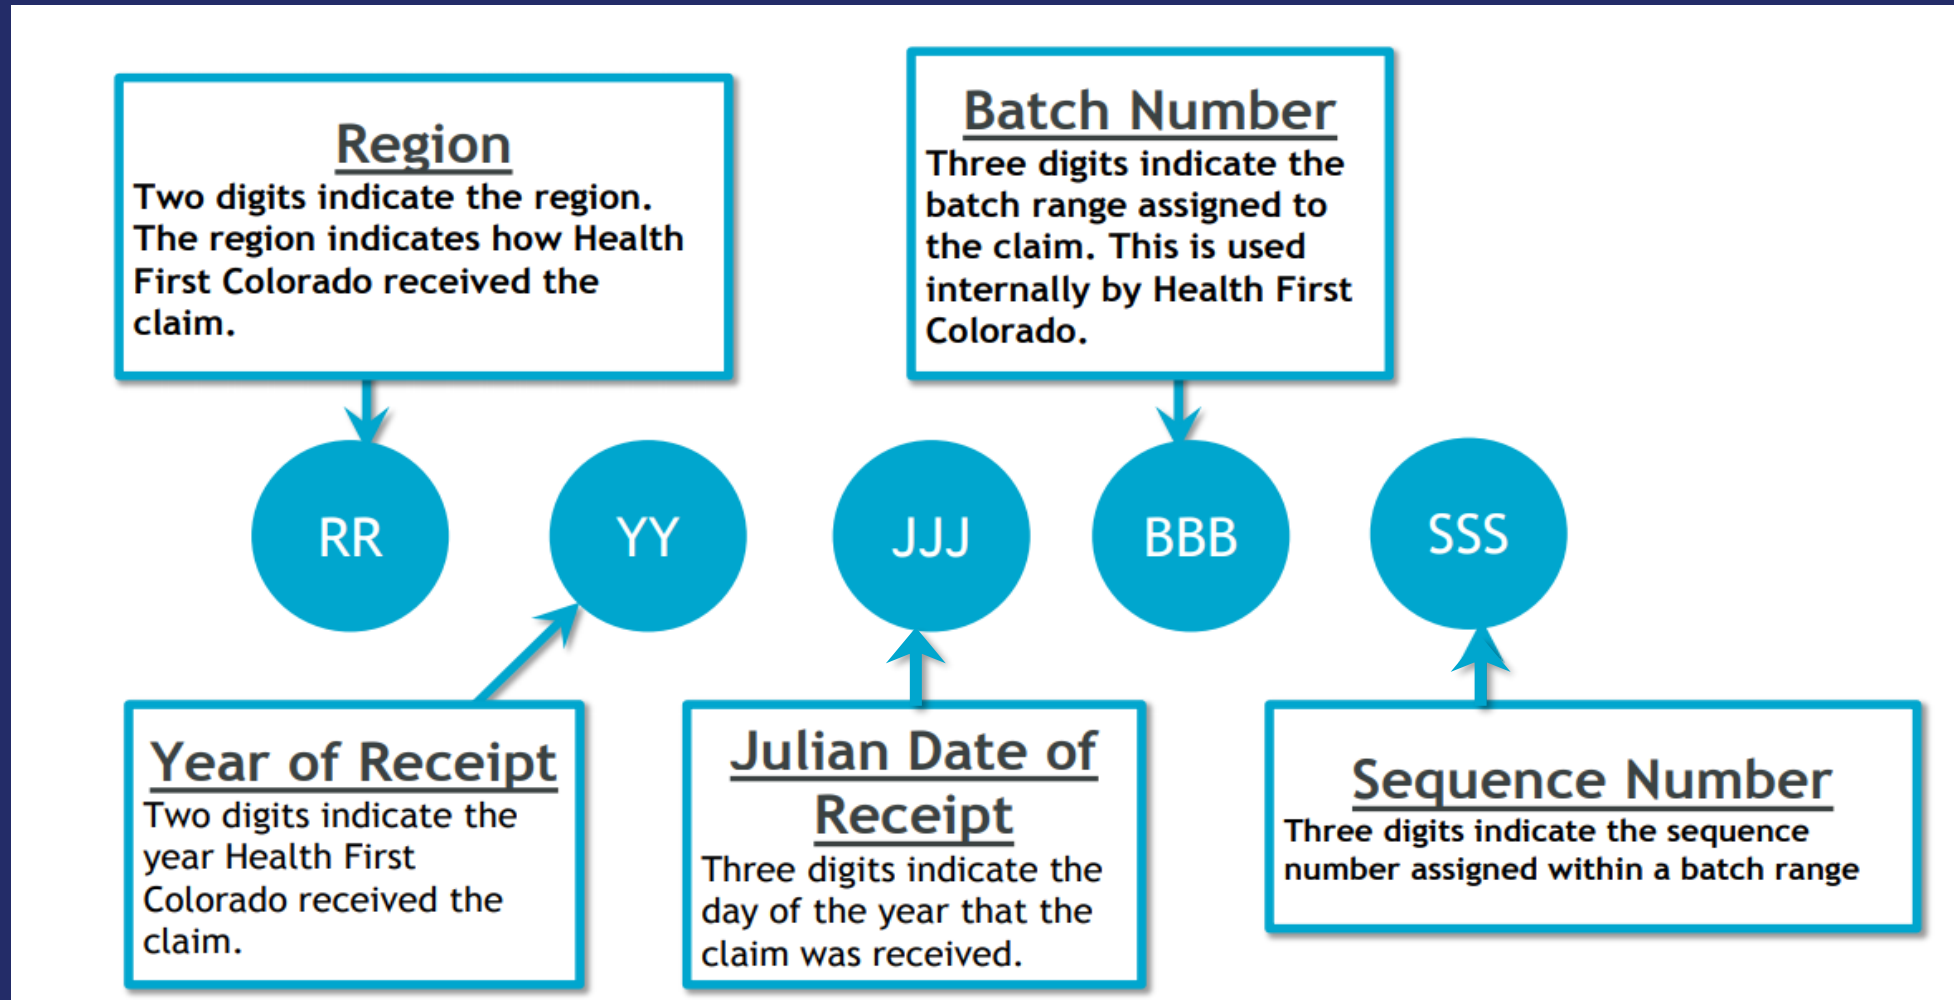 Region
Two digits indicate the region.
The region indicates how Health
First Colorado received the
claim.
Batch Number
Three digits indicate the
batch range assigned to
the claim. This is used
internally by Health First
Colorado.
RR
YY
JJJ
BBB
SSS
Year of Receipt
Two digits indicate the
year Health First
Colorado received the
claim.
Julian Date of
Receipt
Three digits indicate the
day of the year that the
claim was received.
Sequence Number
Three digits indicate the sequence
number assigned within a batch range